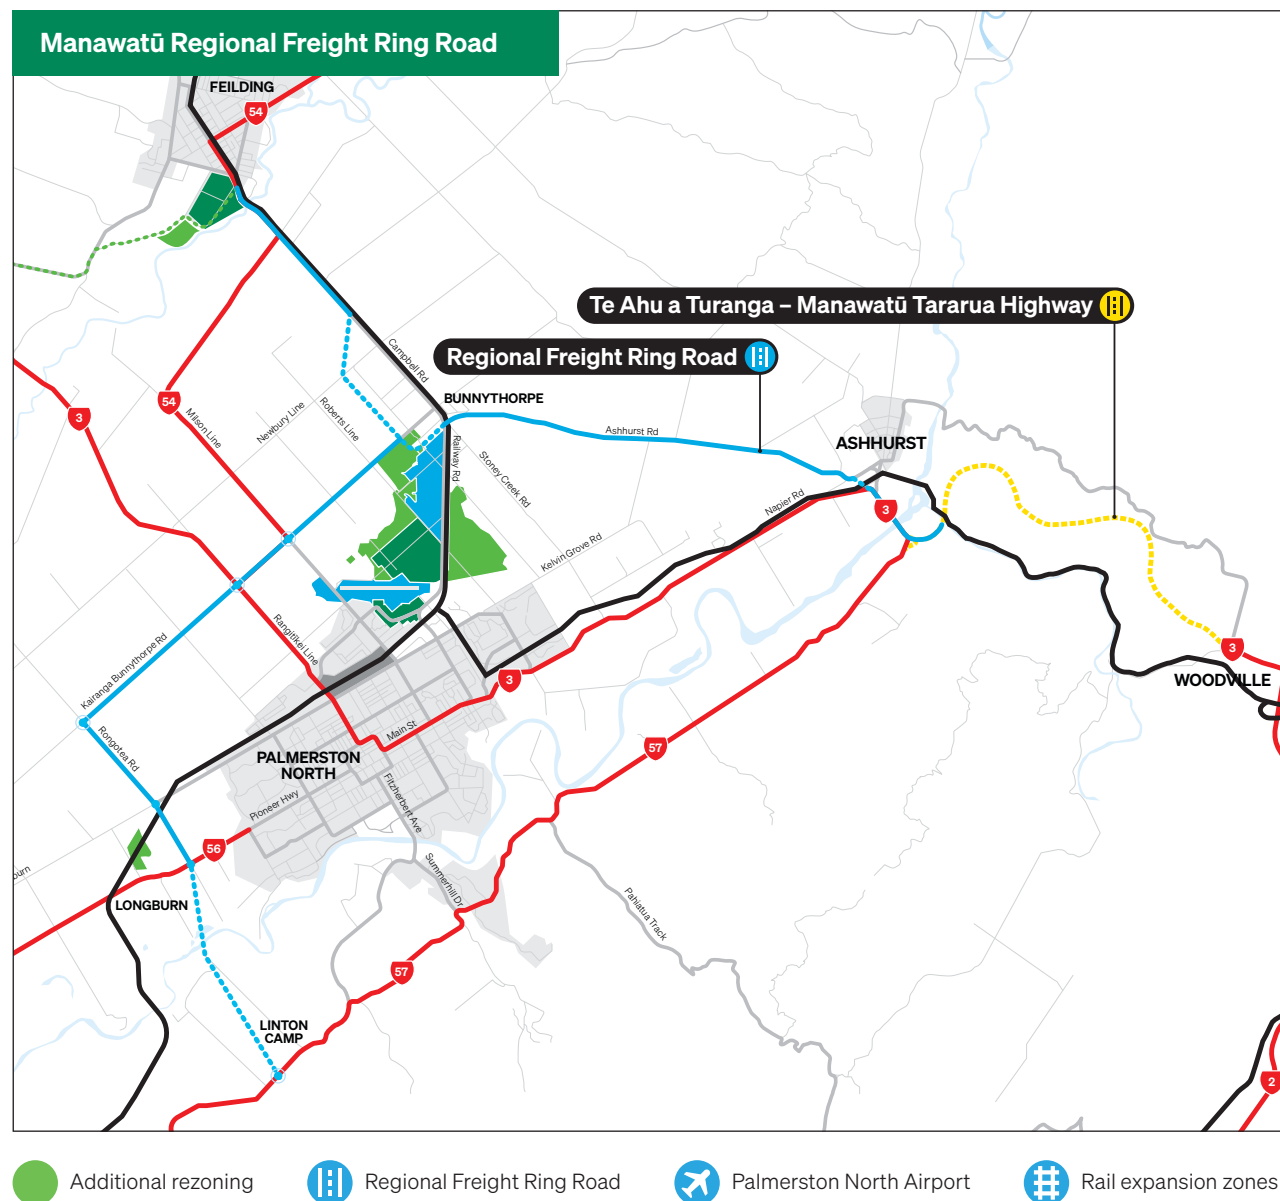 Manawatū Regional Freight Ring Road
FEILDING
54
Te Ahu a Turanga – Manawatū Tararua Highway
Regional Freight Ring Road
Campbell Rd
BUNNYTHORPE
3
54
Milson Line
Newbury Line
Roberts Line
Ashhurst Rd
ASHHURST
Railway Rd
Stoney Creek Rd
Napier Rd
3
Kelvin Grove Rd
Rangitikei Line
Kairanga Bunnythorpe Rd
3
3
WOODVILLE
Rongotea Rd
Main St
57
PALMERSTON
NORTH
Pioneer Hwy
Fitzherbert Ave
56
Summerhill Dr
Pahiatua Track
LONGBURN
57
LINTON
CAMP
2
Additional rezoning
Regional Freight Ring Road
Palmerston North Airport
Rail expansion zones